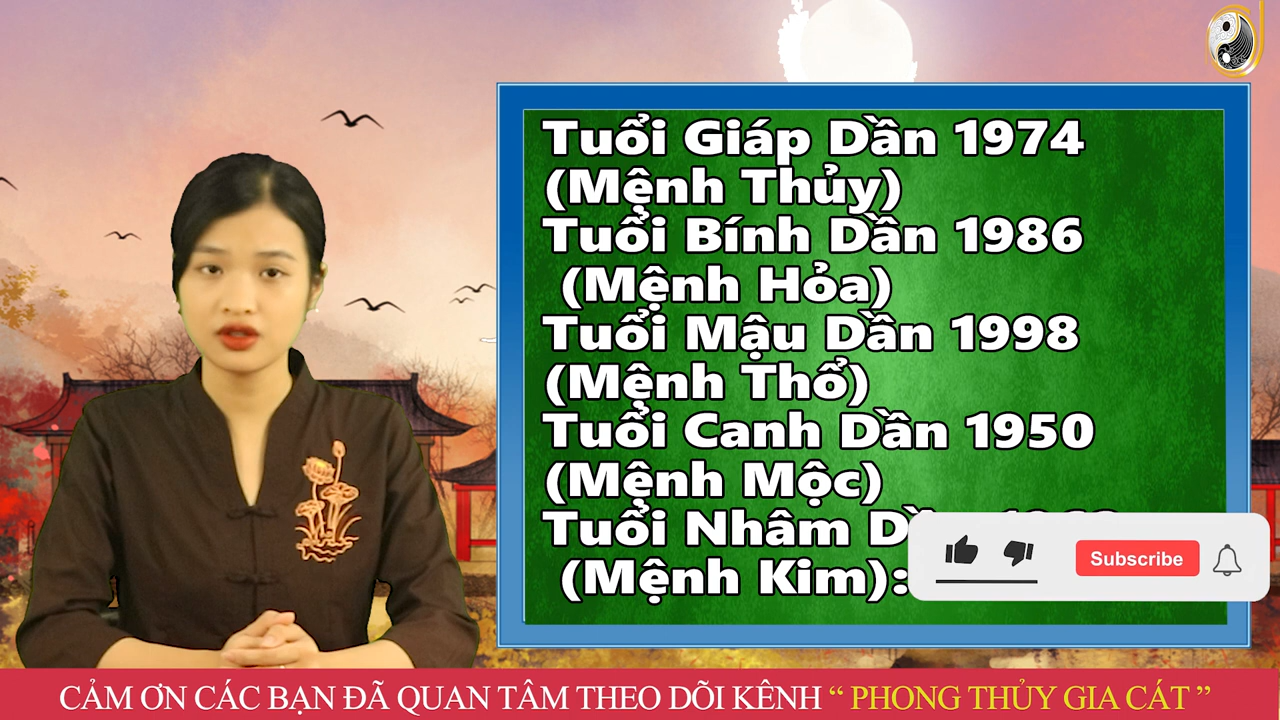 Tuổi Giáp Dần 1974
(Mệnh Thủy)
Tuổi Bính Dần 1986
(Mệnh Hỏa)
Tuổi Mậu Dần 1998
(Mệnh Thổ)
Tuổi Canh Dần 1950
(Mệnh Mộc)
Tuổi Nhâm
(Mệnh Kim):
Subscribe
CẢM ƠN CÁC BẠN ĐÃ QUAN TÂM THEO DÕI KÊNH “ PHONG THỦY GIA CÁT ”